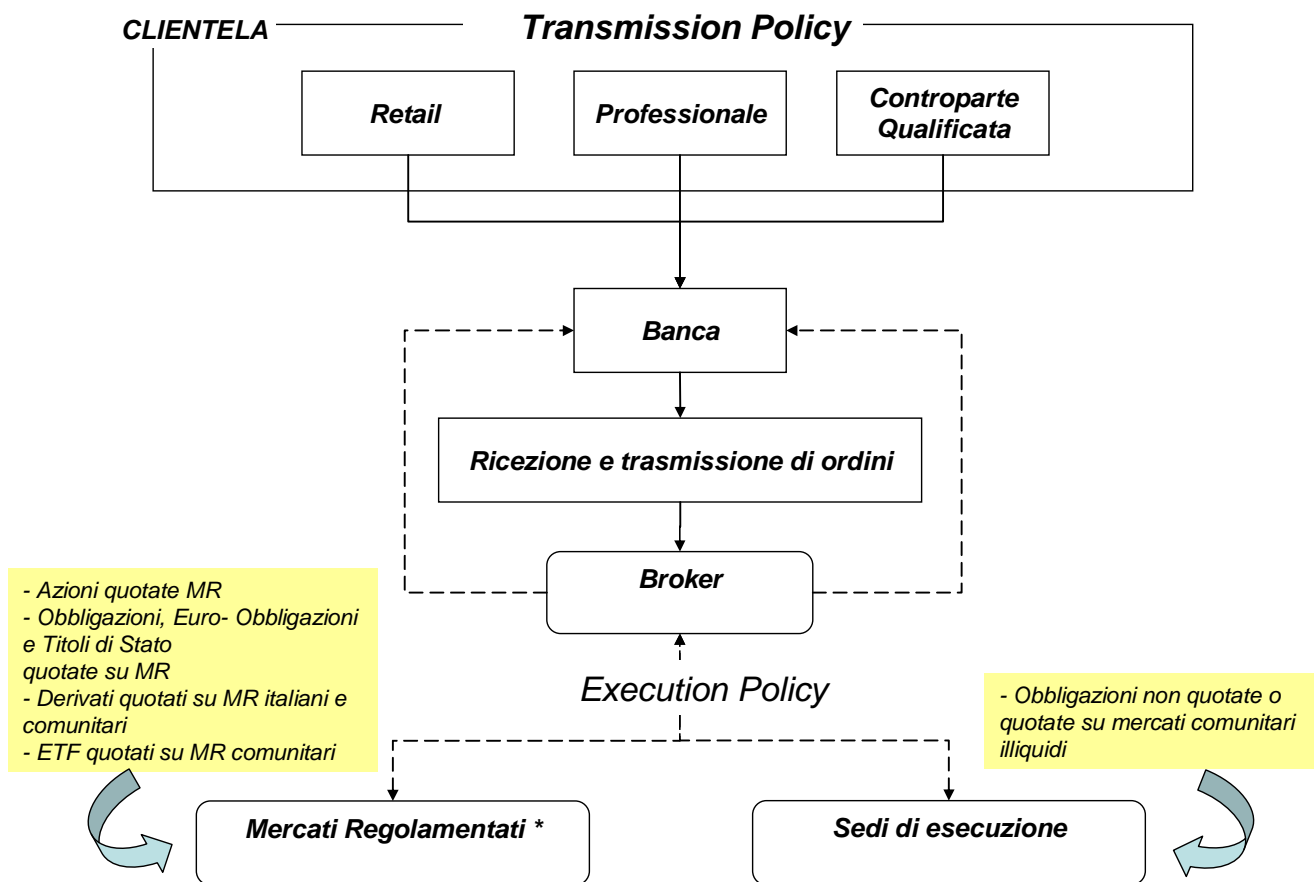 CLIENTELA
Transmission Policy
Retail
Professionale
Controparte
Qualificata
Banca
Ricezione e trasmissione di ordini
Broker
- Azioni quotate MR
- Obbligazioni, Euro- Obbligazioni
e Titoli di Stato
quotate su MR
- Derivati quotati su MR italiani e
comunitari
- ETF quotati su MR comunitari
Execution Policy
- Obbligazioni non quotate o
quotate su mercati comunitari
illiquidi
Mercati Regolamentati *
Sedi di esecuzione